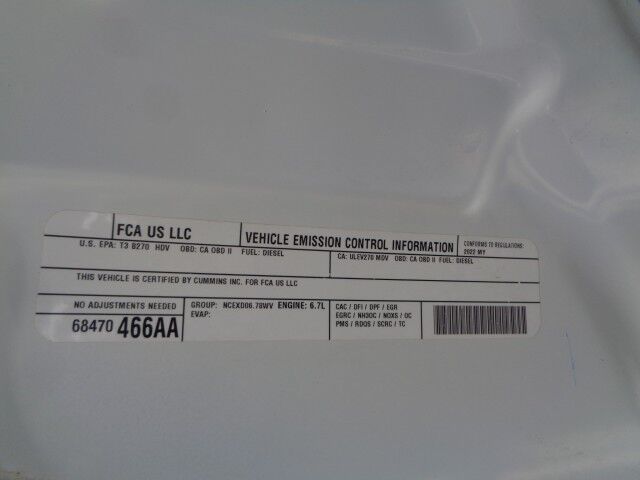 FCA US LLC
VEHICLE EMISSION CONTROL INFORMATION
CONFORMS TO REGULATIONS:
2022 MY
U.S. EPA: T3 B270 HDV OBD: CA OBD II FUEL: DIESEL
CA: ULEV270 MDV OBD: CA OBD II FUEL: DIESEL
THIS VEHICLE IS CERTIFIED BY CUMMINS INC. FOR FCA US LLC
NO ADJUSTMENTS NEEDED
68470 466AA
GROUP: NCEXD06.78WV ENGINE: 6.7L
EVAP:
CAC / DFI / DPF / EGR
EGRC / NH3OC / NOXS / OC
PMS / RDQS / SCRC / TC